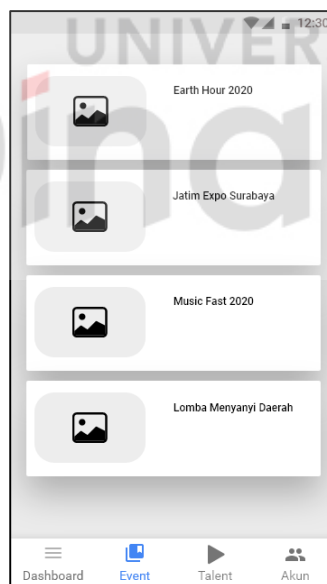 UNIVER
12:30
Earth Hour 2020
Jatim Expo Surabaya
Music Fast 2020
Lomba Menyanyi Daerah
Dashboard
Event
Talent
Akun